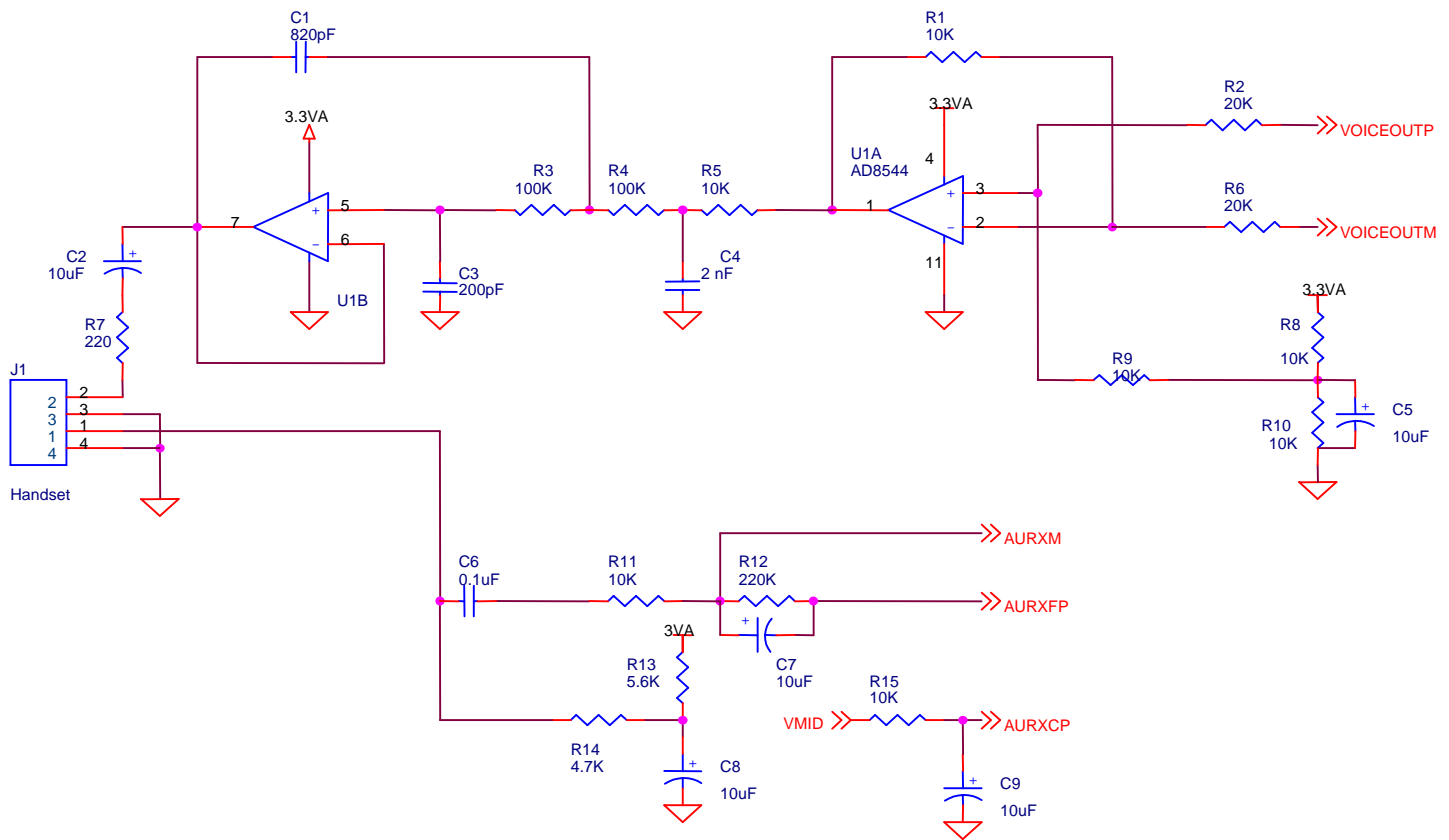 C1
820pF
R1
10K
R2
20K
3.3VA
3.3VA
VOICEOUTP
4
U1A
AD8544
R3
100K
R4
100K
R5
10K
3
R6
20K
5
1
2
7
6
VOICEOUTM
11
C4
2 nF
C2
10uF
C3
200pF
3.3VA
U1B
R7
220
R8
10K
R9
10K
J1
2
2
3
3
1
1
4
4
C5
10uF
R10
10K
Handset
AURXM
C6
0.1uF
R11
10K
R12
220K
AURXFP
3VA
R13
5.6K
C7
10uF
R15
10K
VMID
AURXCP
R14
4.7K
C8
10uF
C9
10uF
+
−
+
−
+
+
+
+
+